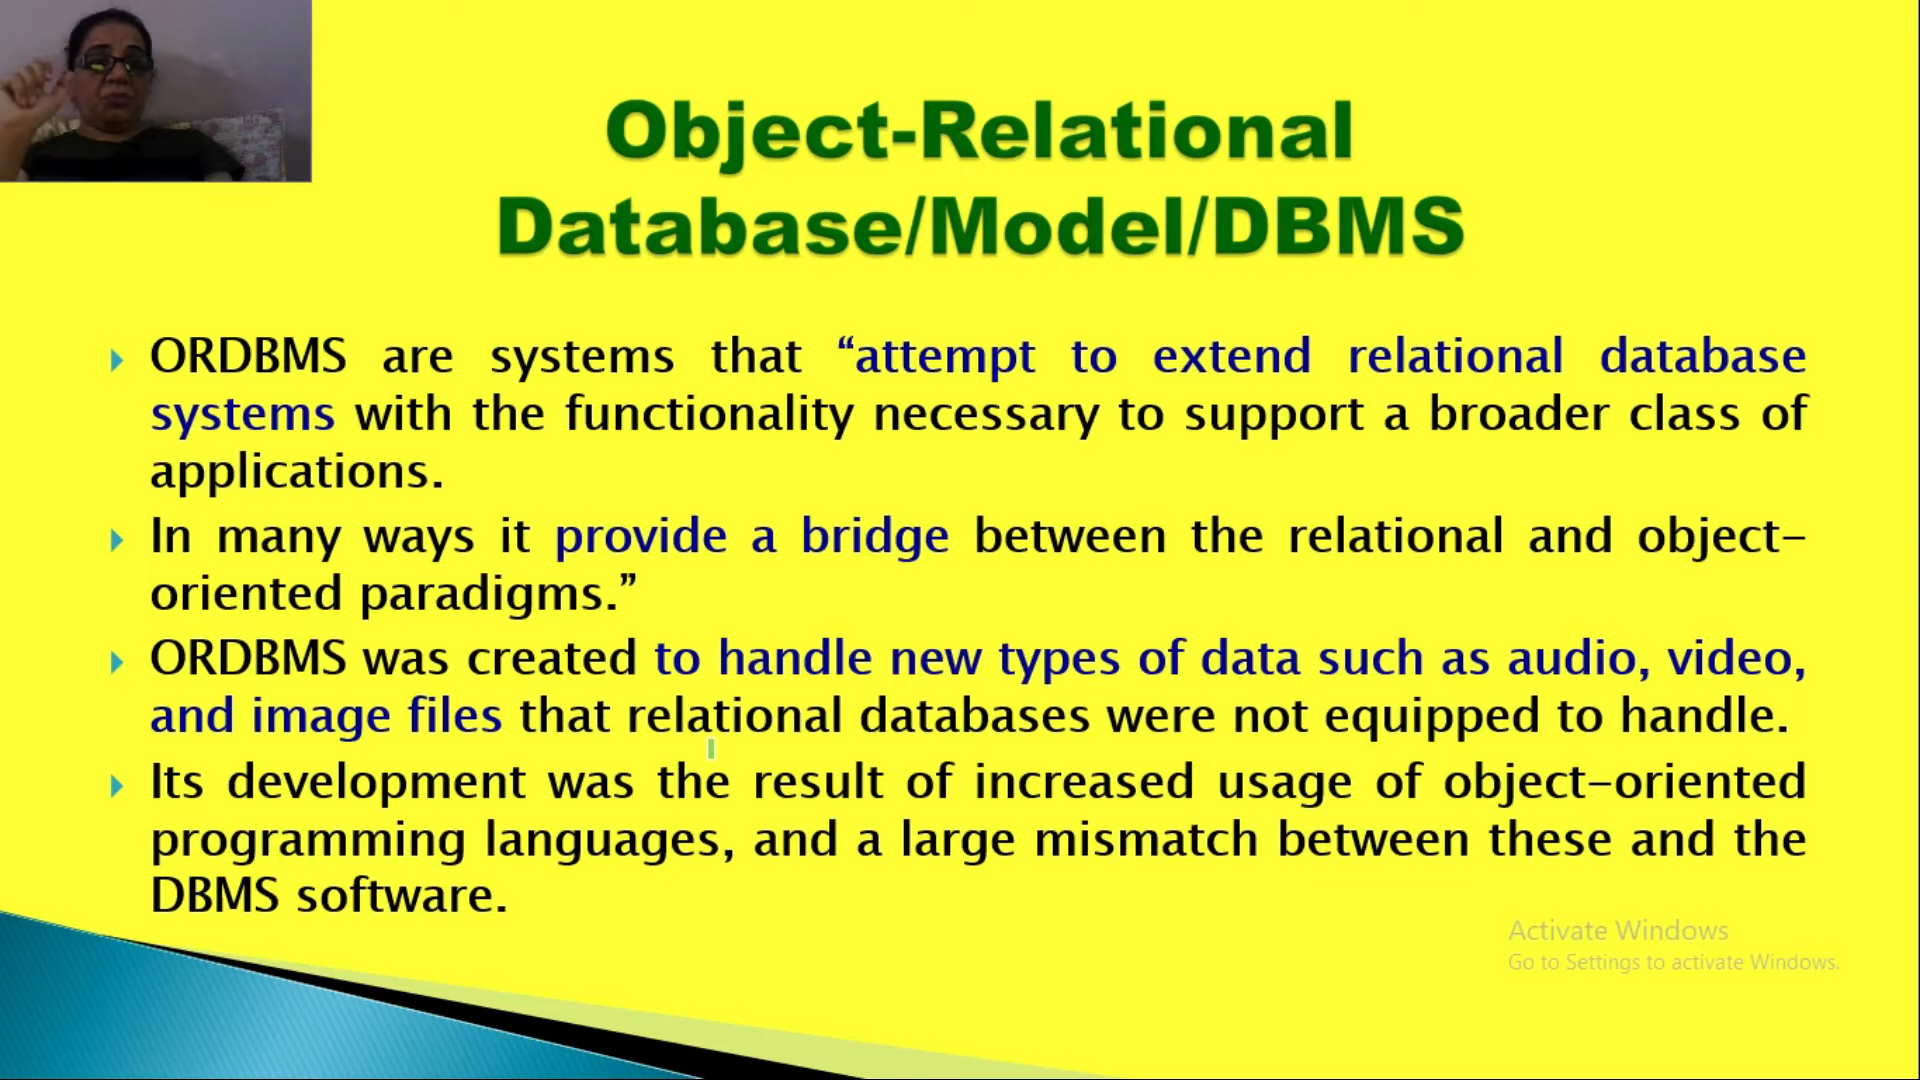 Object-Relational
Database/Model/DBMS
ORDBMS are systems that “attempt to extend relational database
systems with the functionality necessary to support a broader class of
applications.
In many ways it provide a bridge between the relational and object-
oriented paradigms.”
ORDBMS was created to handle new types of data such as audio, video,
and image files that relational databases were not equipped to handle.
Its development was the result of increased usage of object-oriented
programming languages, and a large mismatch between these and the
DBMS software.
Activate Windows
Go to Settings to activate Windows.